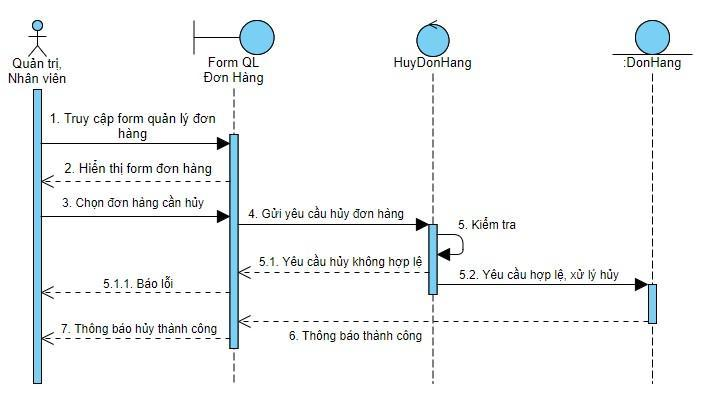 Quản trị,
Nhân viên
Form QL
Đơn Hàng
HuyDonHang
:DonHang
1. Truy cập form quản lý đơn
hàng
2. Hiển thị form đơn hàng
3. Chọn đơn hàng cần hủy
4. Gửi yêu cầu hủy đơn hàng
5. Kiểm tra
5.1. Yêu cầu hủy không hợp lệ
5.2. Yêu cầu hợp lệ, xử lý hủy
5.1.1. Báo lỗi
7. Thông báo hủy thành công
6. Thông báo thành công